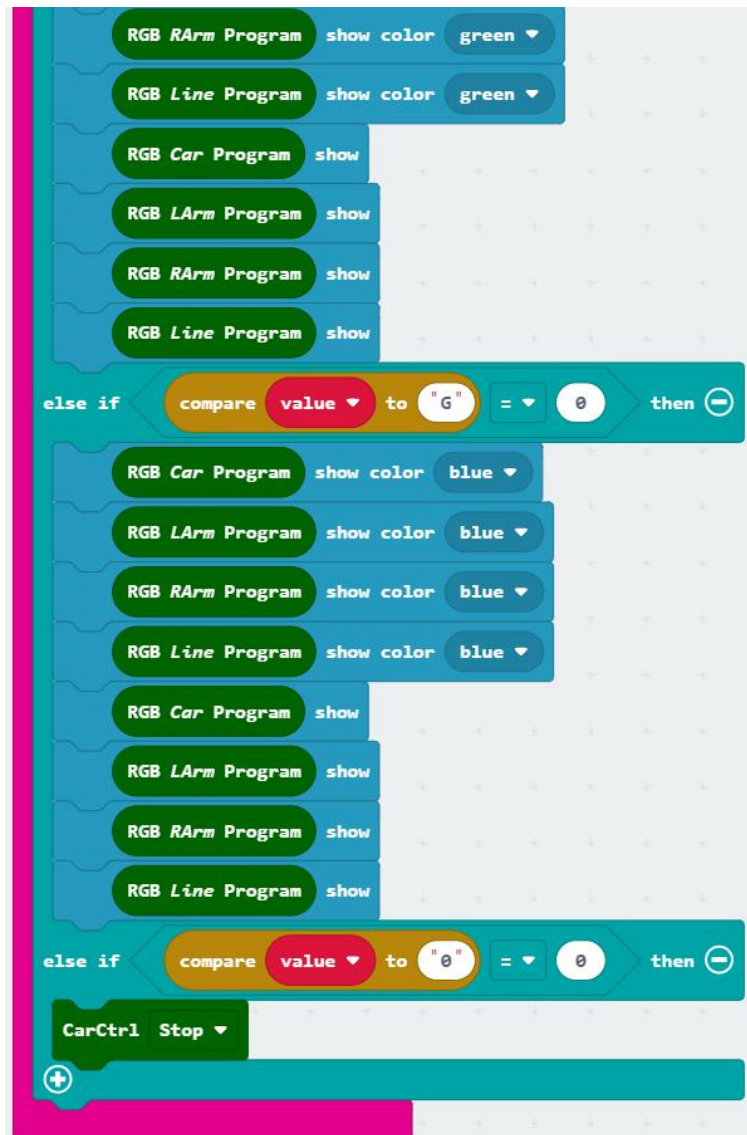 RGB RArm Program show color green
RGB Line Program show color green
RGB Car Program show
RGB LArm Program show
RGB RArm Program show
RGB Line Program show
else if compare value to "G" = 0 then
RGB Car Program show color blue
RGB LArm Program show color blue
RGB RArm Program show color blue
RGB Line Program show color blue
RGB Car Program show
RGB LArm Program show
RGB RArm Program show
RGB Line Program show
else if compare value to "0" = 0 then
CarCtrl Stop